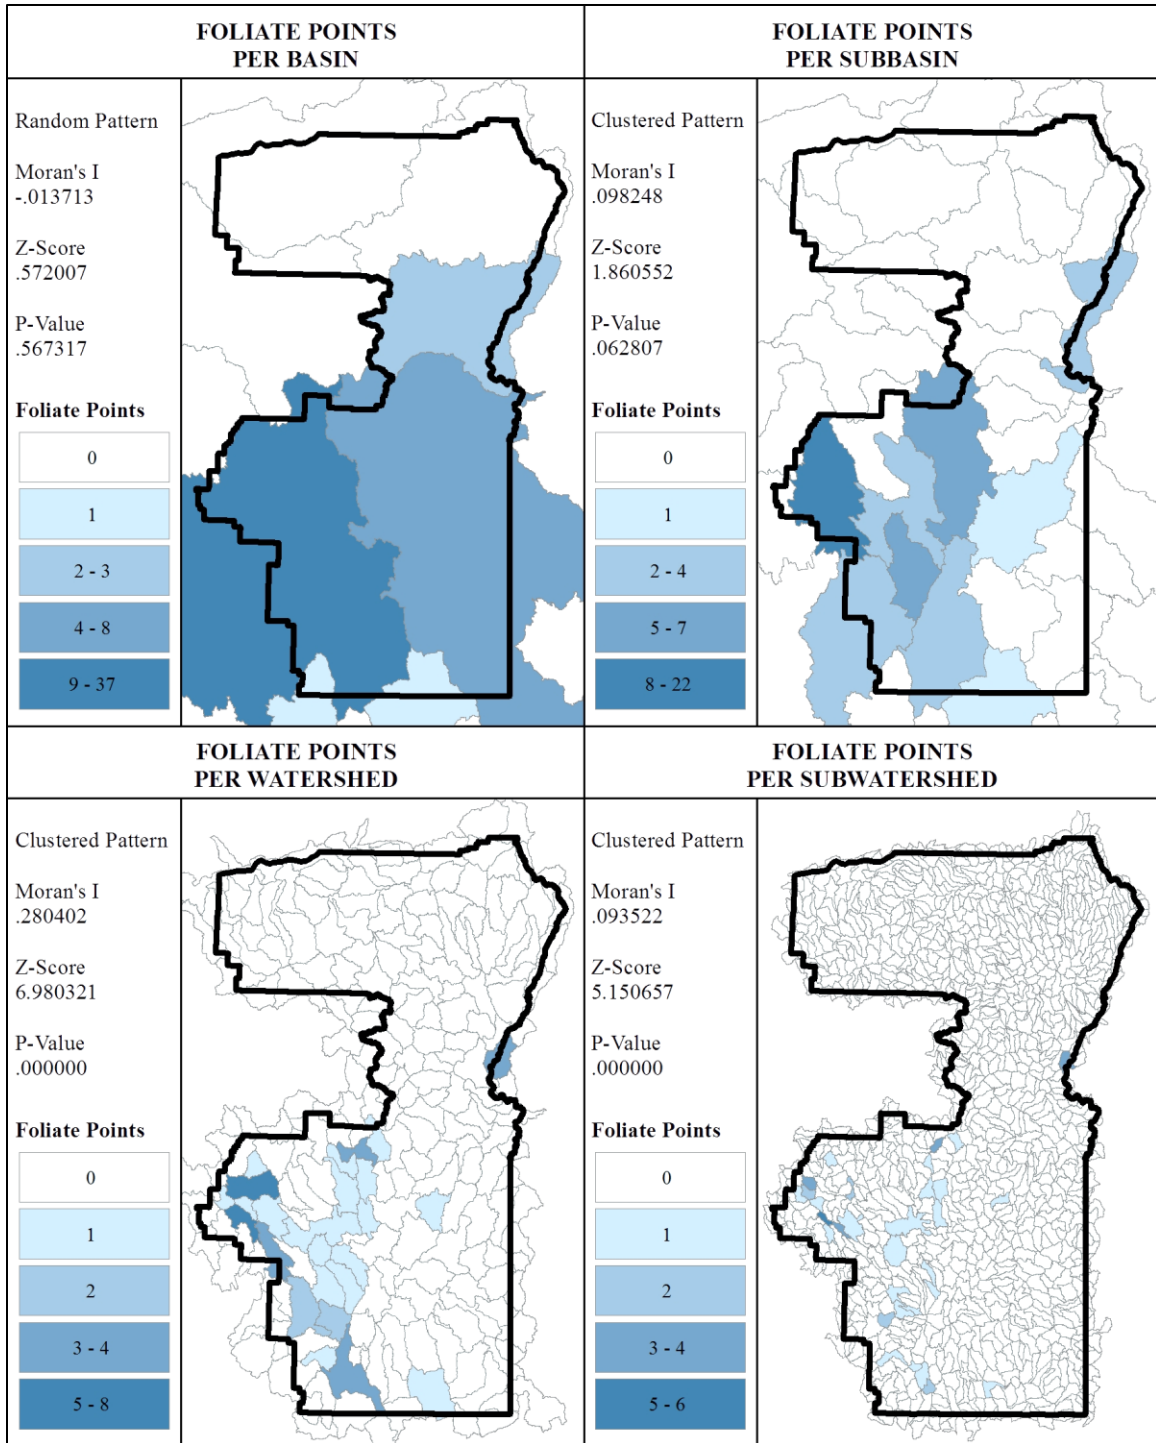 FOLIATE POINTS
PER BASIN
Random Pattern
Moran's I
-.013713
Z-Score
.572007
P-Value
.567317
Foliate Points
0
1
2 - 3
4 - 8
9 - 37
FOLIATE POINTS
PER SUBBASIN
Clustered Pattern
Moran's I
.098248
Z-Score
1.860552
P-Value
.062807
Foliate Points
0
1
2 - 4
5 - 7
8 - 22
FOLIATE POINTS
PER WATERSHED
Clustered Pattern
Moran's I
.280402
Z-Score
6.980321
P-Value
.000000
Foliate Points
0
1
2
3 - 4
5 - 8
FOLIATE POINTS
PER SUBWATERSHED
Clustered Pattern
Moran's I
.093522
Z-Score
5.150657
P-Value
.000000
Foliate Points
0
1
2
3 - 4
5 - 6